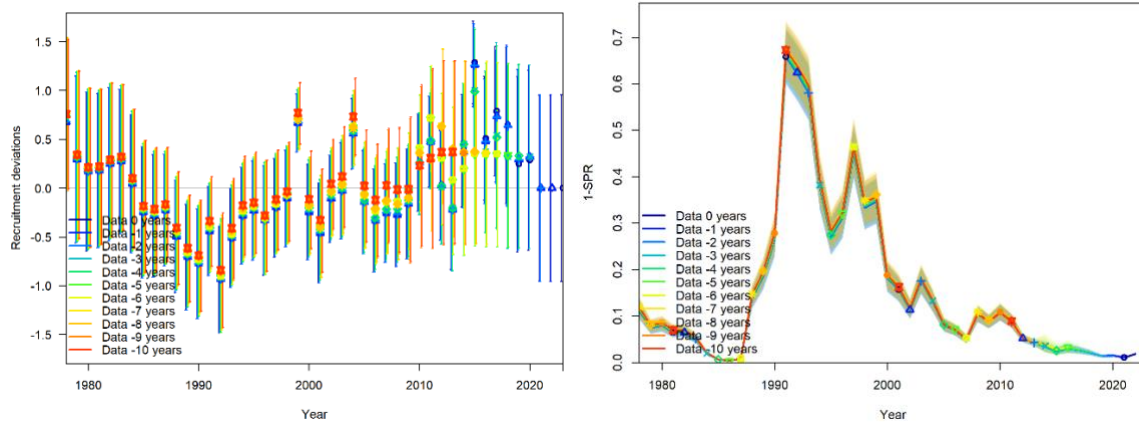 1.5
1.0
0.5
0.0
-0.5
-1.0
-1.5
Recruitment deviations
Data 0 years
Data -1 years
Data -2 years
Data -3 years
Data -4 years
Data -5 years
Data -6 years
Data -7 years
Data -8 years
Data -9 years
Data -10 years
1980 1990 2000 2010 2020
Year
0.7
0.6
0.5
0.4
0.3
0.2
0.1
0.0
1-SPR
Data 0 years
Data -1 years
Data -2 years
Data -3 years
Data -4 years
Data -5 years
Data -6 years
Data -7 years
Data -8 years
Data -9 years
Data -10 years
1980 1990 2000 2010 2020
Year